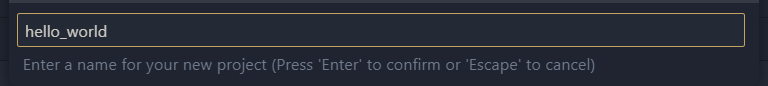 hello_world
Enter a name for your new project (Press 'Enter' to confirm or 'Escape' to cancel)